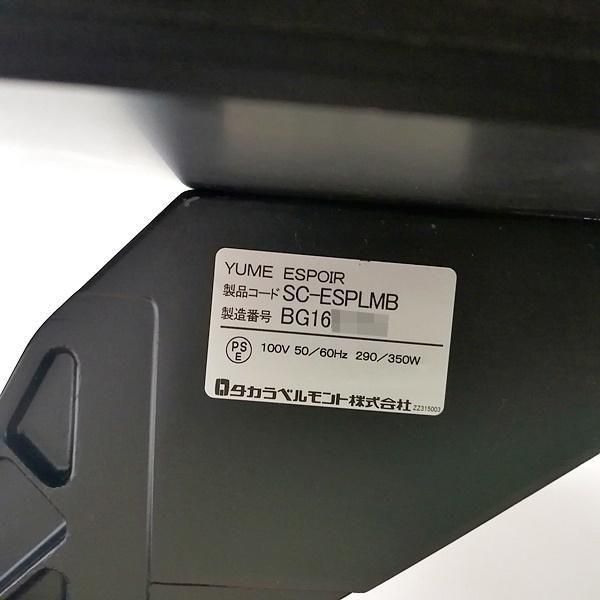 YUME ESPOIR
製品コード SC-ESPLMB
製造番号 BG16
PS E 100V 50/60Hz 290/350W
タカラベルモント株式会社 ZZ315003